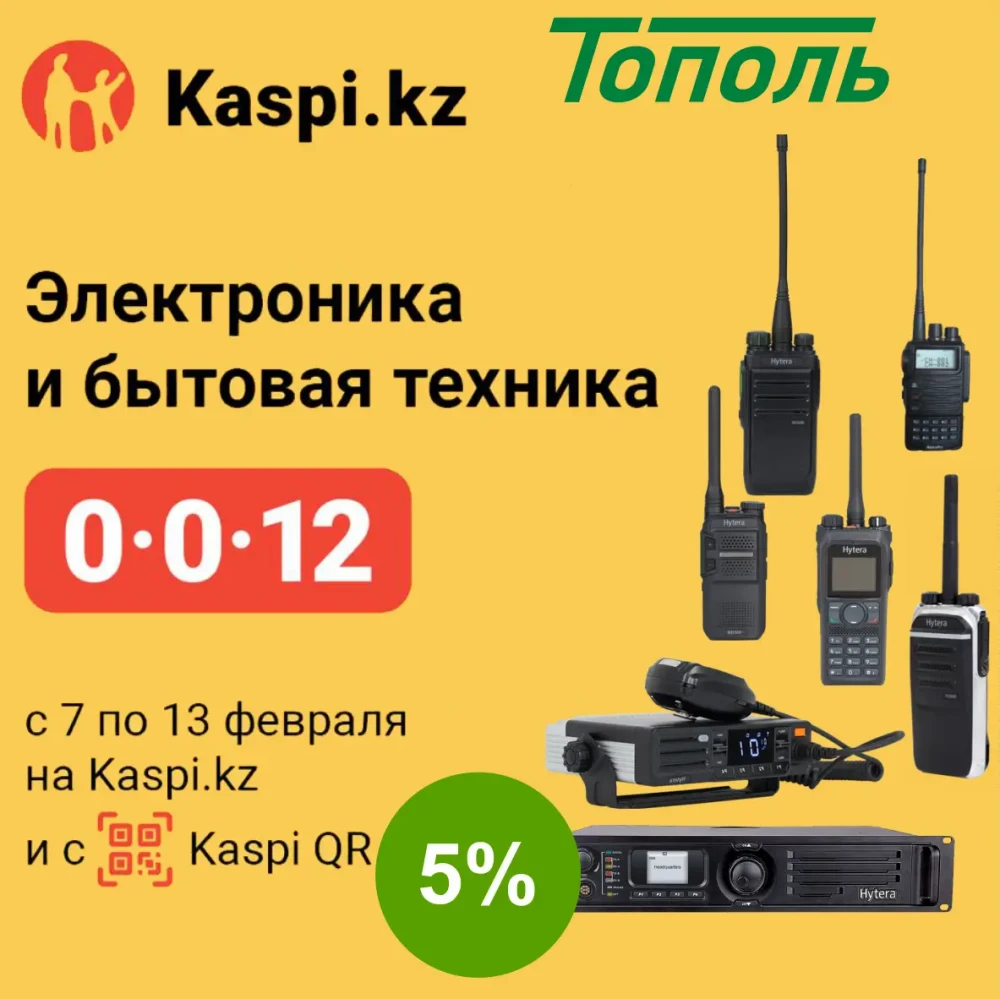 Kaspi.kz
Тополь
Электроника
и бытовая техника
0·0·12
с 7 по 13 февраля
на Kaspi.kz
и с Kaspi QR
5%
Hytera
Hytera
Hytera
Hytera
10
Hytera